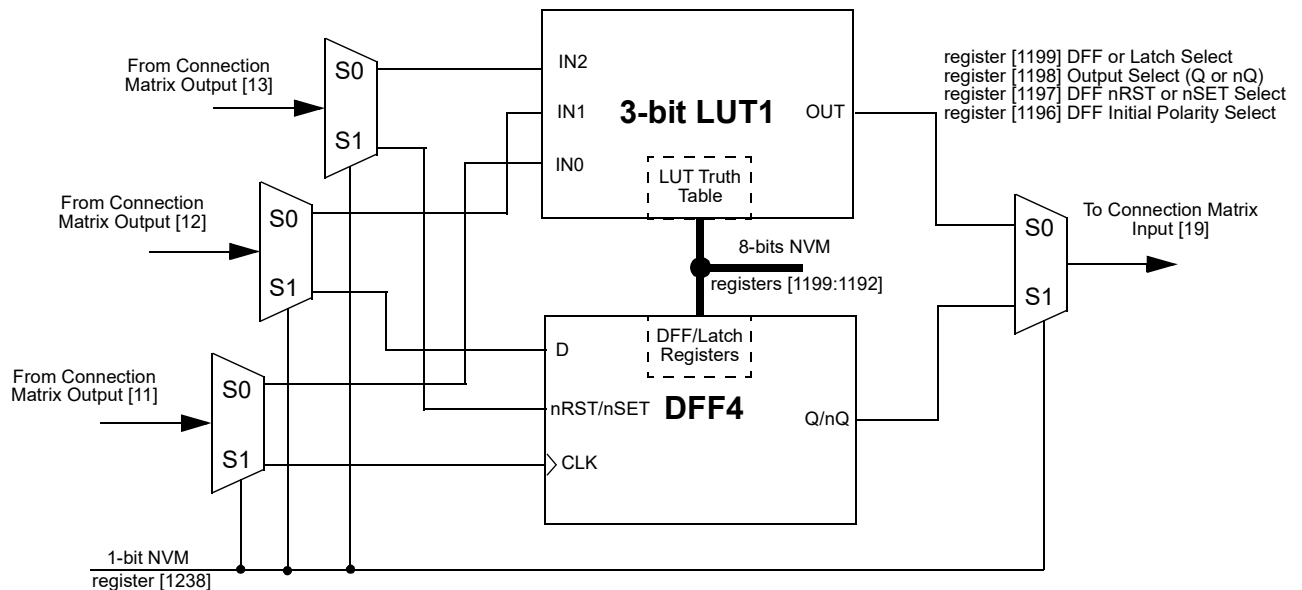 From Connection
Matrix Output [13]
S0
S1
IN2
IN1
IN0
3-bit LUT1
OUT
LUT Truth
Table
register [1199] DFF or Latch Select
register [1198] Output Select (Q or nQ)
register [1197] DFF nRST or nSET Select
register [1196] DFF Initial Polarity Select
From Connection
Matrix Output [12]
S0
S1
8-bits NVM
registers [1199:1192]
S0
S1
To Connection Matrix
Input [19]
From Connection
Matrix Output [11]
S0
S1
D
nRST/nSET
CLK
DFF/Latch
Registers
DFF4
Q/nQ
1-bit NVM
register [1238]